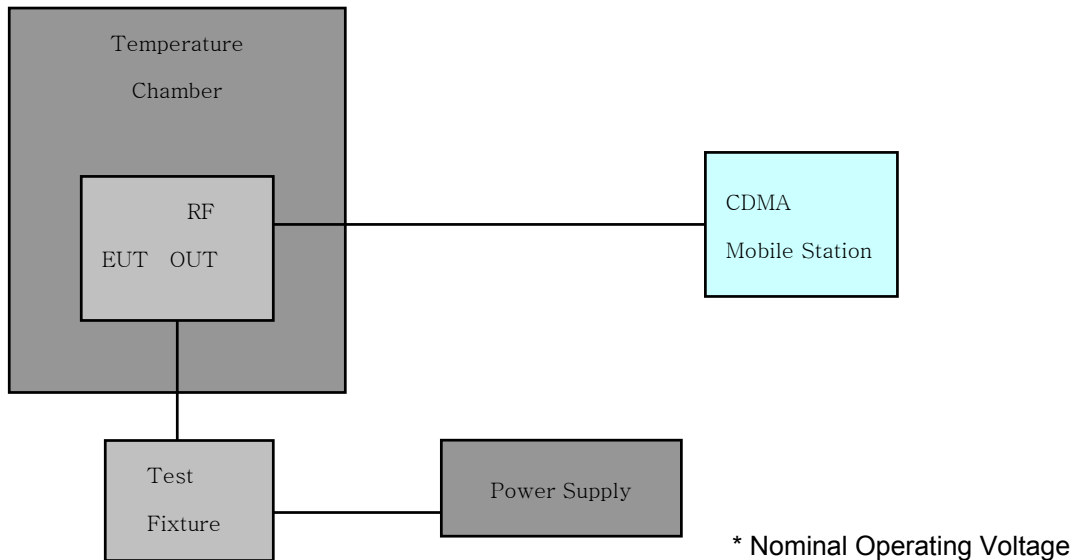 Temperature
Chamber
RF
EUT OUT
CDMA
Mobile Station
Test
Fixture
Power Supply
* Nominal Operating Voltage